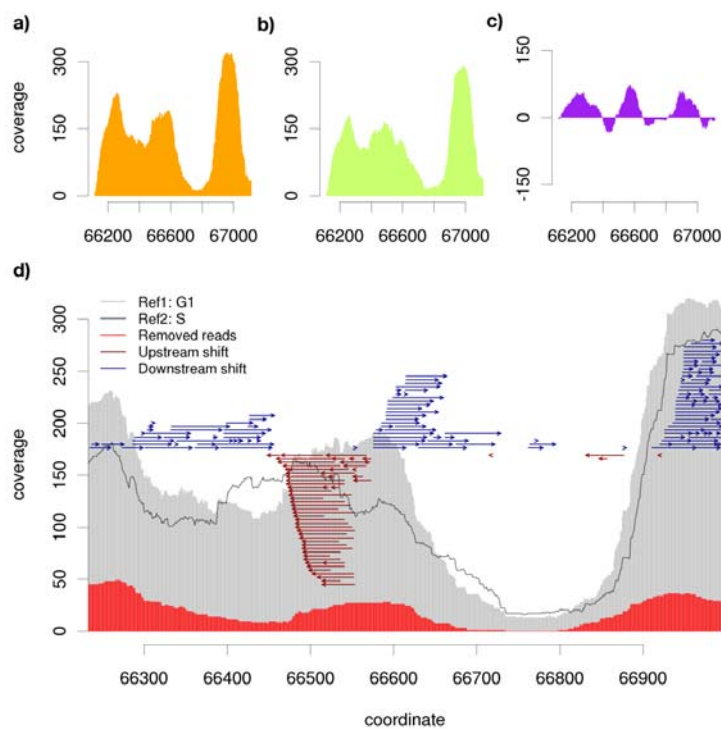 a)
b)
c)
coverage
300
150
0
66200
66600
67000
300
150
0
66200
66600
67000
150
0
-150
66200
66600
67000
d)
Ref1: G1
Ref2: S
Removed reads
Upstream shift
Downstream shift
coverage
300
250
200
150
100
50
0
66300
66400
66500
66600
66700
66800
66900
coordinate